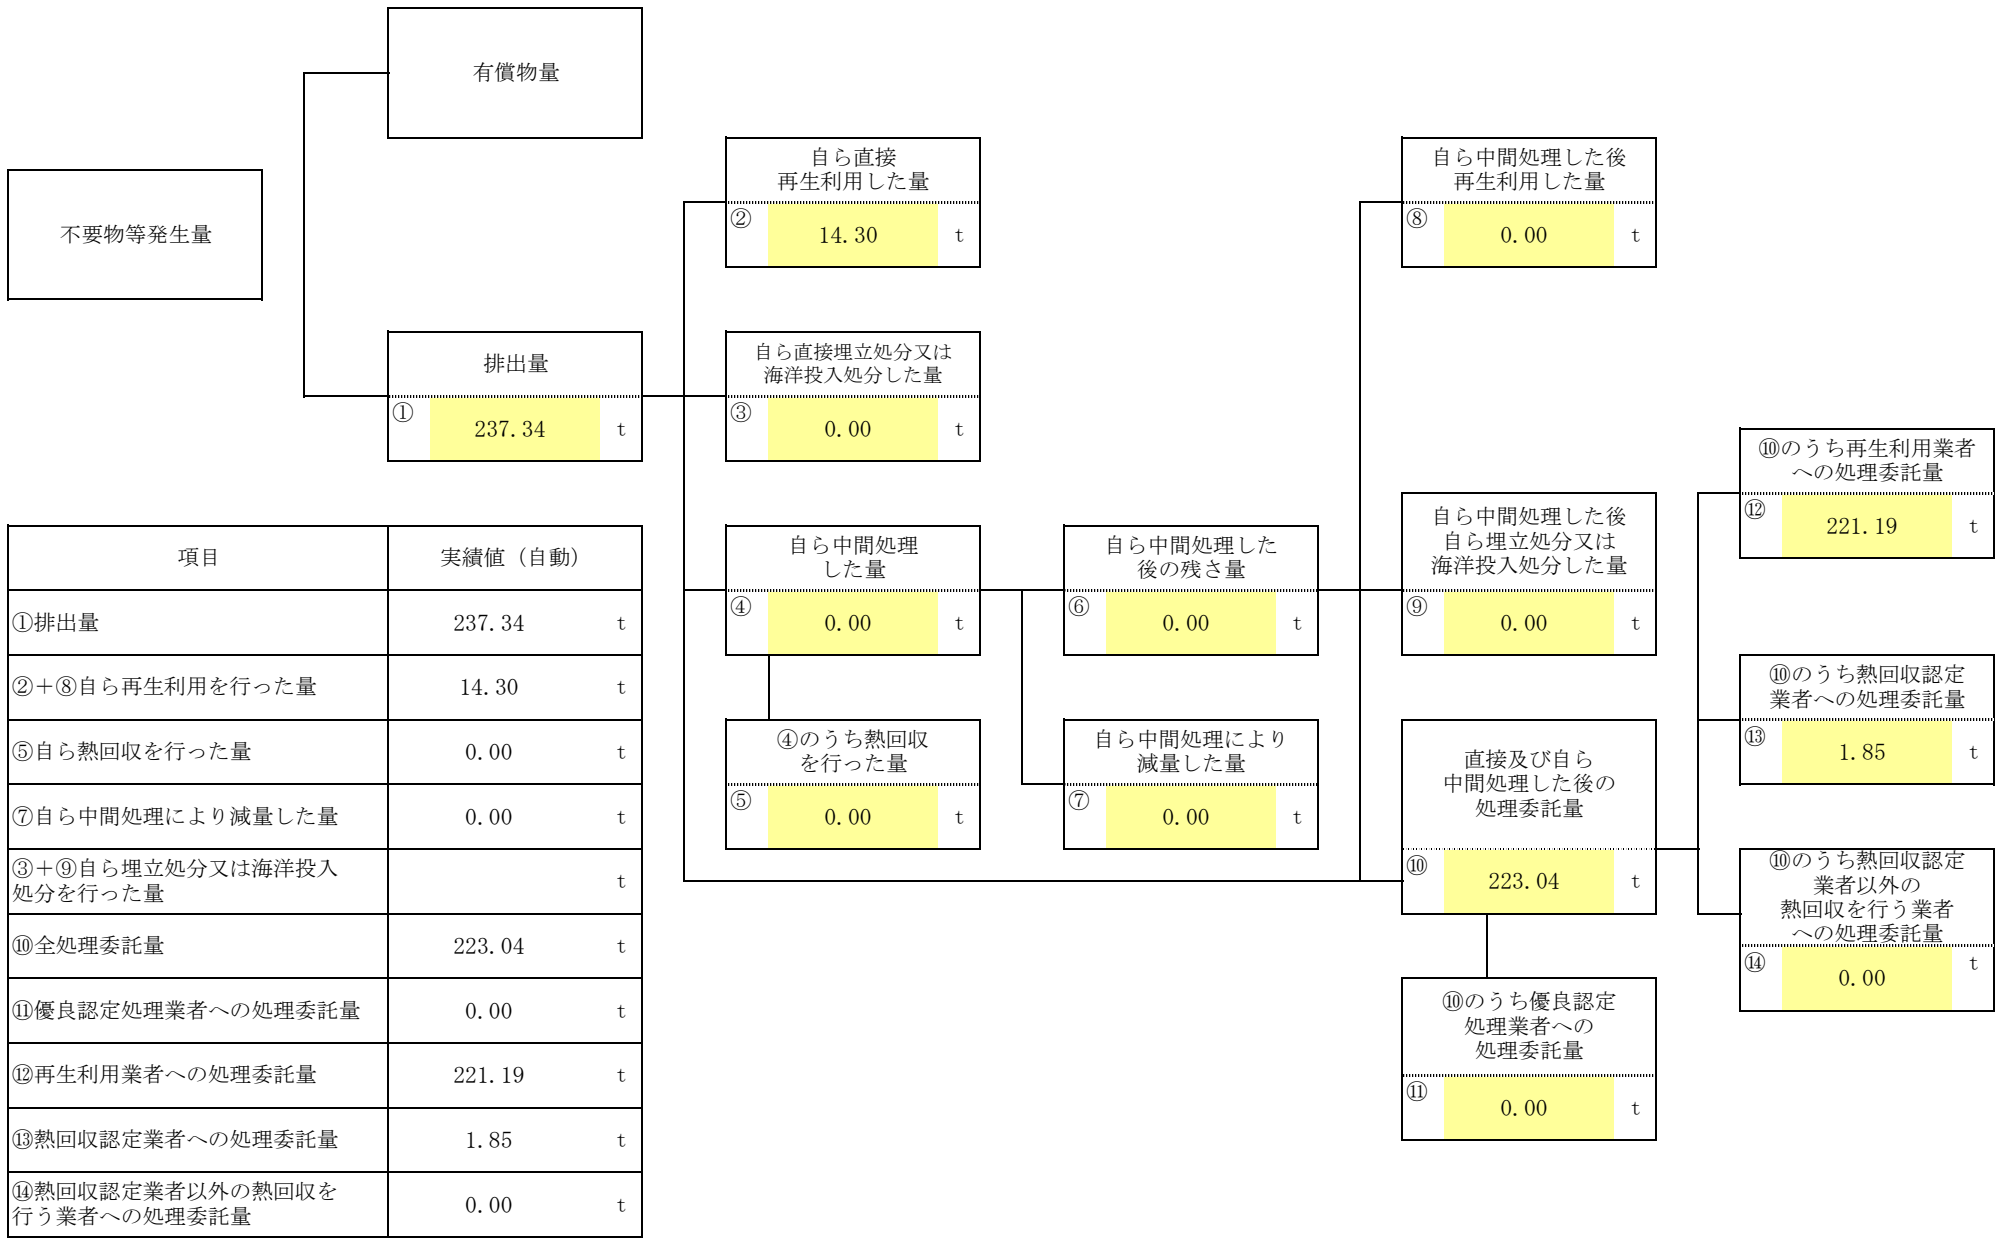 有償物量
不要物等発生量
自ら直接
再生利用した量
②
14.30
t
自ら中間処理した後
再生利用した量
⑧
0.00
t
排出量
①
237.34
t
自ら直接埋立処分又は
海洋投入処分した量
③
0.00
t
⑩のうち再生利用業者
への処理委託量
⑫
221.19
t
自ら中間処理
した量
④
0.00
t
自ら中間処理した
後の残さ量
⑥
0.00
t
自ら中間処理した後
自ら埋立処分又は
海洋投入処分した量
⑨
0.00
t
⑩のうち熱回収認定
業者への処理委託量
⑬
1.85
t
④のうち熱回収
を行った量
⑤
0.00
t
自ら中間処理により
減量した量
⑦
0.00
t
直接及び自ら
中間処理した後の
処理委託量
⑩
223.04
t
⑩のうち熱回収認定
業者以外の
熱回収を行う業者
への処理委託量
⑭
0.00
t
⑩のうち優良認定
処理業者への
処理委託量
⑪
0.00
t
項目 実績値（自動）
①排出量 237.34 t
②＋⑧自ら再生利用を行った量 14.30 t
⑤自ら熱回収を行った量 0.00 t
⑦自ら中間処理により減量した量 0.00 t
③＋⑨自ら埋立処分又は海洋投入
処分を行った量 t
⑩全処理委託量 223.04 t
⑪優良認定処理業者への処理委託量 0.00 t
⑫再生利用業者への処理委託量 221.19 t
⑬熱回収認定業者への処理委託量 1.85 t
⑭熱回収認定業者以外の熱回収を
行う業者への処理委託量 0.00 t